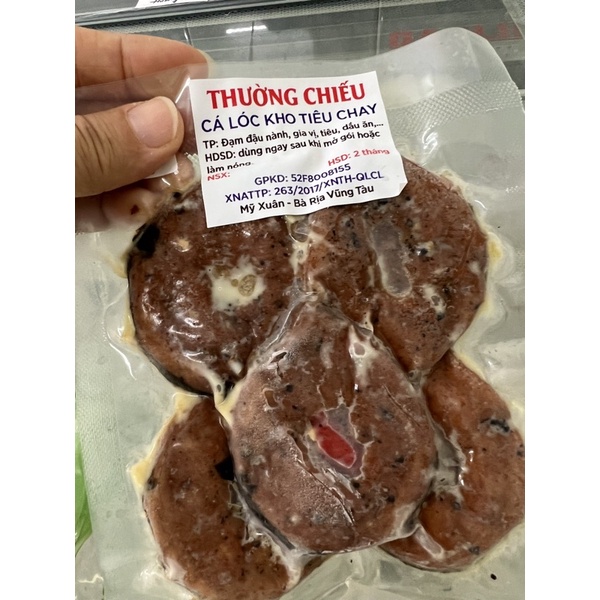 THƯỜNG CHIẾU
CÁ LÓC KHO TIÊU CHAY
TP: Đạm đậu nành, gia vị, tiêu, dầu ăn,...
HDSD: dùng ngay sau khi mở gói hoặc
làm nóng.
NSX: HSD: 2 tháng
GPKD: 52F8008155
XNATTP: 263/2017/XNTH-QLCL
Mỹ Xuân - Bà Rịa Vũng Tàu